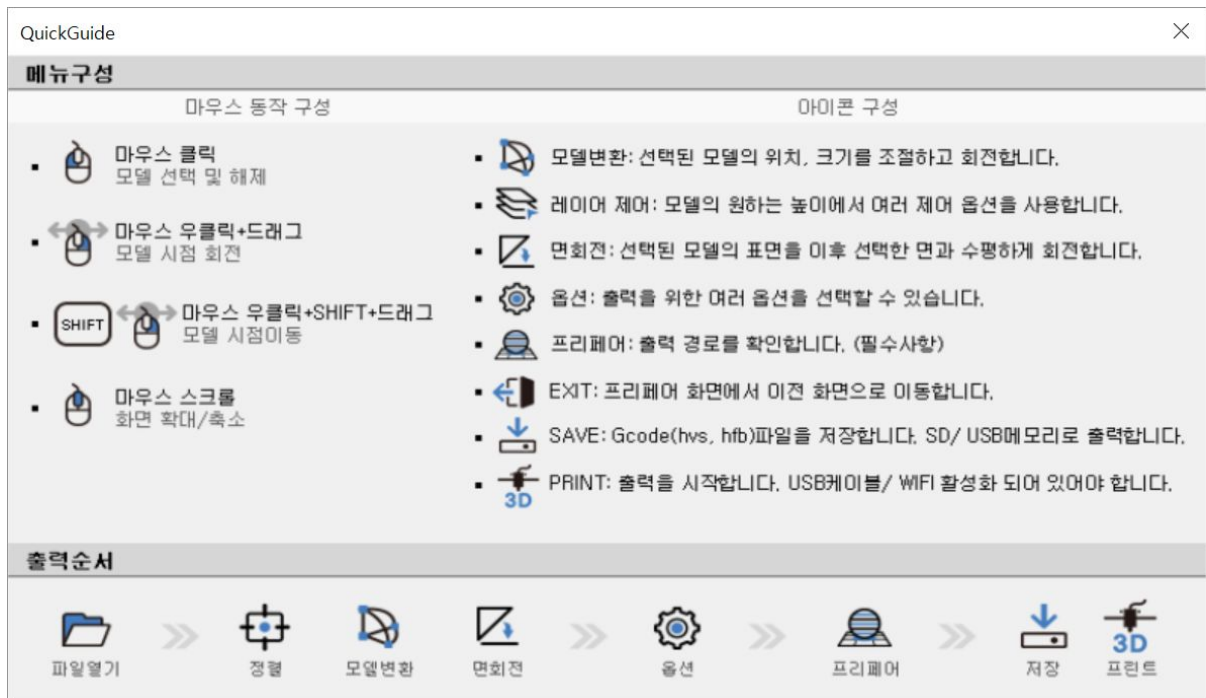 QuickGuide
메뉴구성
마우스 동작 구성
마우스 클릭
모델 선택 및 해제
마우스 우클릭+드래그
모델 시점 회전
SHIFT
마우스 우클릭+SHIFT+드래그
모델 시점이동
마우스 스크롤
화면 확대/축소
아이콘 구성
모델변환: 선택된 모델의 위치, 크기를 조절하고 회전합니다.
레이어 제어: 모델의 원하는 높이에서 여러 제어 옵션을 사용합니다.
면회전: 선택된 모델의 표면을 이후 선택한 면과 수평하게 회전합니다.
옵션: 출력을 위한 여러 옵션을 선택할 수 있습니다.
프리페어: 출력 경로를 확인합니다. (필수사항)
EXIT: 프리페어 화면에서 이전 화면으로 이동합니다.
SAVE: Gcode(hvs, hfb)파일을 저장합니다. SD/ USB메모리로 출력합니다.
3D
PRINT: 출력을 시작합니다. USB케이블/ WIFI 활성화 되어 있어야 합니다.
출력순서
파일열기
정렬
모델변환
면회전
옵션
프리페어
저장
3D
프린트